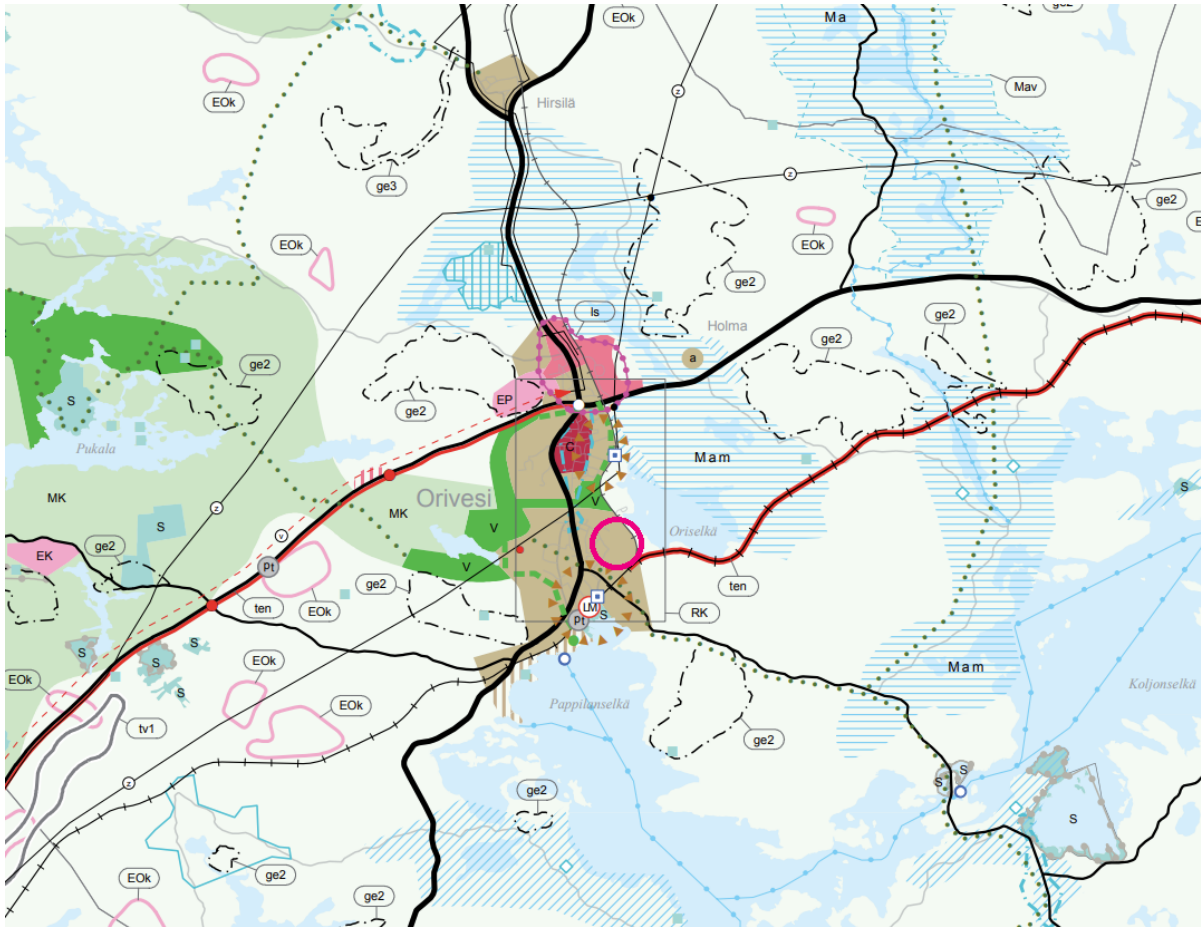 EOk
Ma
ge2
Mav
EOk
Hirsilä
z
ge3
z
ge2
EOk
EOk
ge2
ls
Holma
ge2
a
ge2
ge2
EP
ge2
S
C
Mam
Pukala
S
MK
Orivesi
MK
V
V
z
S
Oriselkä
v
EK
ge2
V
Pt
ge2
ten
ten
EOk
LM
S
RK
Pt
S
S
EOk
EOk
S
Mam
Koljonselkä
EOk
Pappilanselkä
tv1
ge2
S
S
z
ge2
S
ge2
EOk
ge2